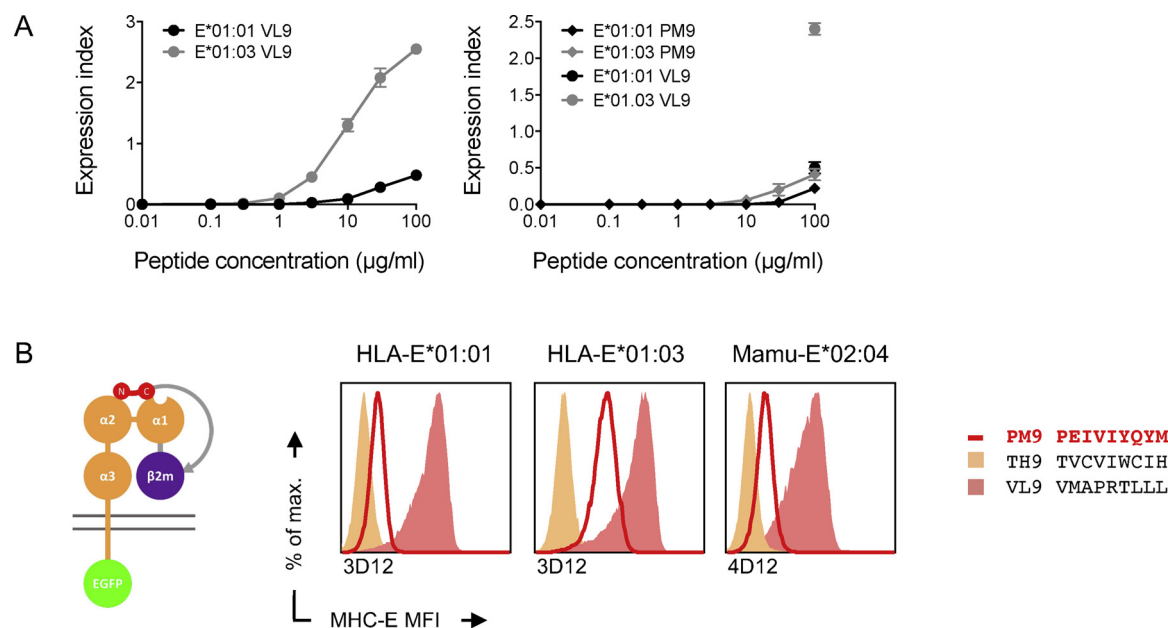 A
Expression index
3
2
1
0
0.01 0.1 1 10 100
Peptide concentration (µg/ml)
E*01:01 VL9
E*01:03 VL9
Expression index
2.5
2.0
1.5
1.0
0.5
0.0
0.01 0.1 1 10 100
Peptide concentration (µg/ml)
E*01:01 PM9
E*01:03 PM9
E*01:01 VL9
E*01.03 VL9
B
N C
α2 α1
α3 β2m
EGFP
HLA-E*01:01 HLA-E*01:03 Mamu-E*02:04
% of max.
3D12 3D12 4D12
MHC-E MFI
PM9 PEIVIYQYM
TH9 TVCVIWCIH
VL9 VMAPRTLLL